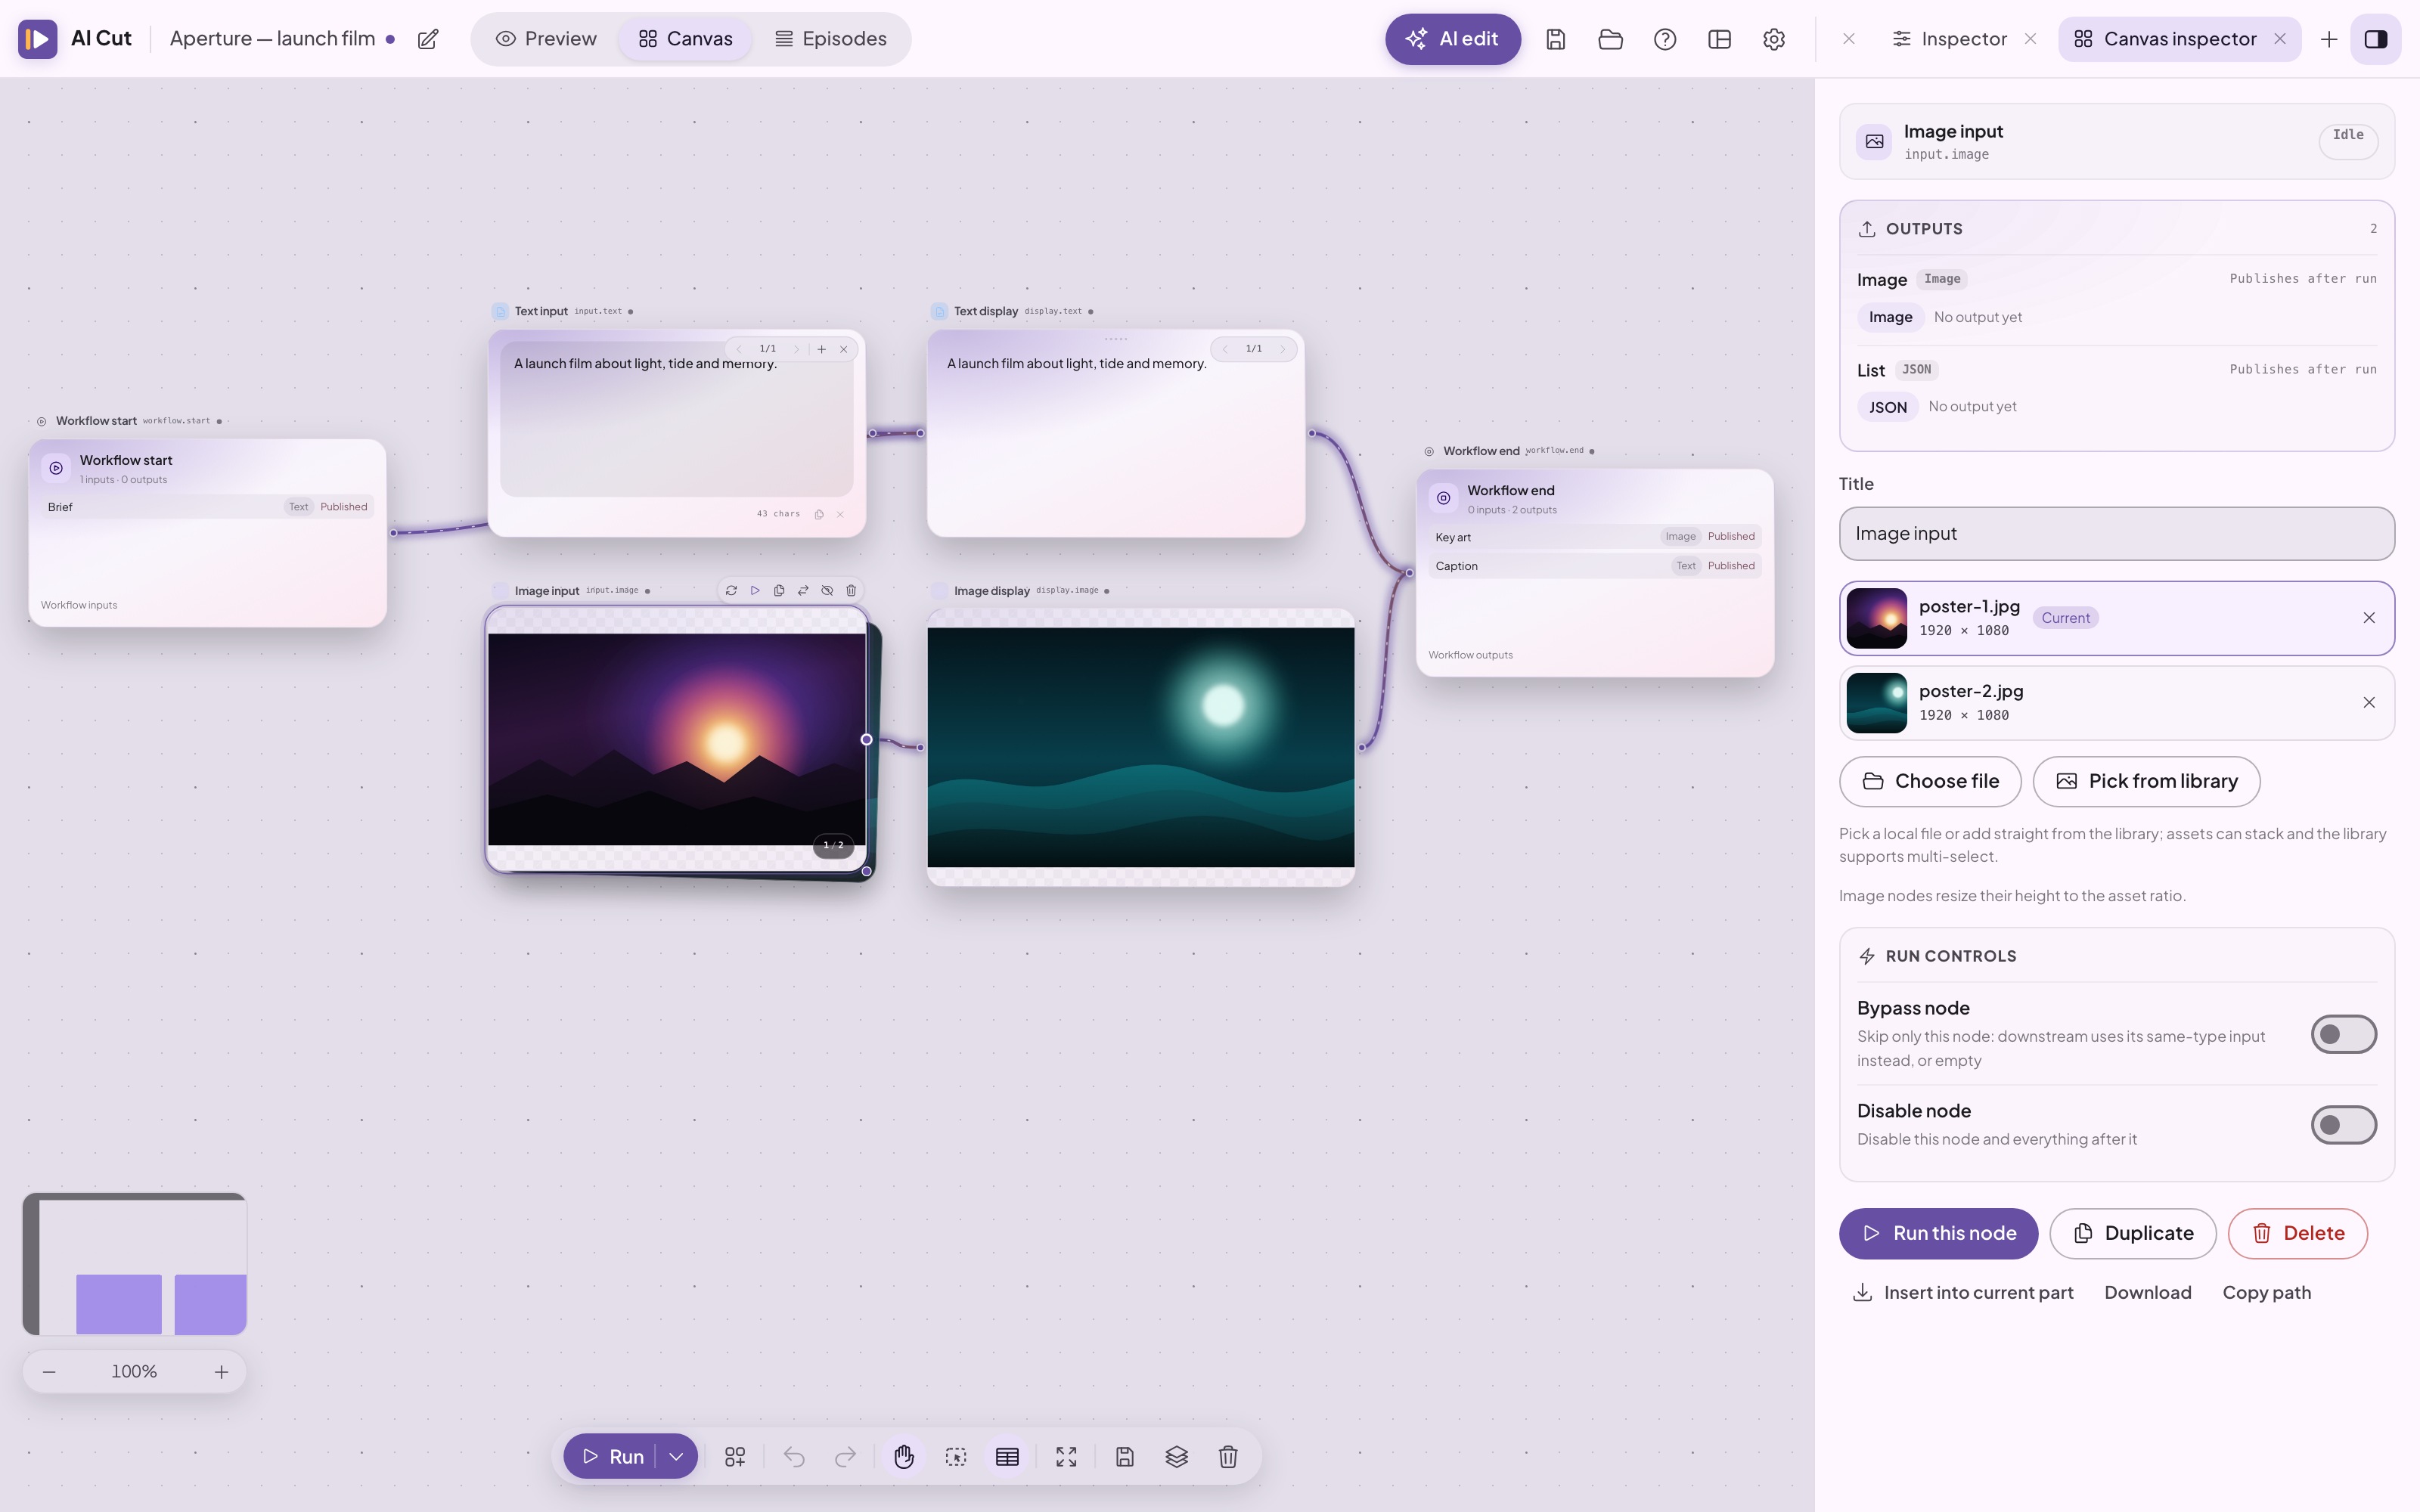 AI Cut
Aperture — launch film
Preview
Canvas
Episodes
AI edit
Inspector
Canvas inspector
Text input input.text
1/1
A launch film about light, tide and memory.
43 chars
Text display display.text
1/1
A launch film about light, tide and memory.
Workflow start workflow.start
Workflow start
1 inputs · 0 outputs
Brief Text Published
Workflow inputs
Workflow end workflow.end
Workflow end
0 inputs · 2 outputs
Key art Image Published
Caption Text Published
Workflow outputs
Image input input.image
1/2
Image display display.image
100%
Run
Image input
input.image
Idle
OUTPUTS 2
Image Image Publishes after run
Image No output yet
List JSON Publishes after run
JSON No output yet
Title
Image input
poster-1.jpg
1920 × 1080
Current
poster-2.jpg
1920 × 1080
Choose file
Pick from library
Pick a local file or add straight from the library; assets can stack and the library
supports multi-select.
Image nodes resize their height to the asset ratio.
RUN CONTROLS
Bypass node
Skip only this node: downstream uses its same-type input
instead, or empty
Disable node
Disable this node and everything after it
Run this node
Duplicate
Delete
Insert into current part
Download
Copy path